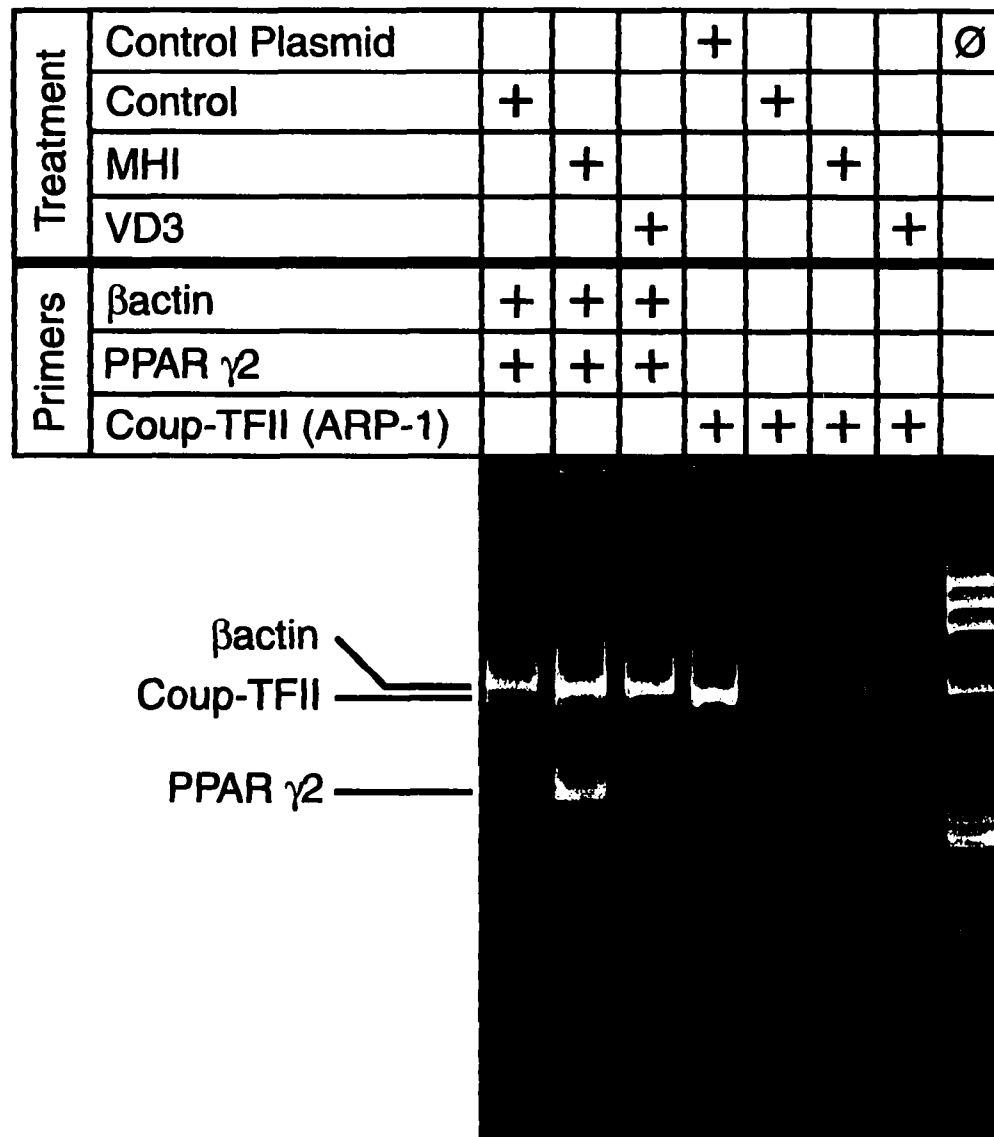 Treatment
Control Plasmid + Ø
Control + +
MHI + +
VD3 + +
Primers
βactin + + +
PPAR γ2 + + +
Coup-TFII (ARP-1) + + + +
βactin
Coup-TFII
PPAR γ2